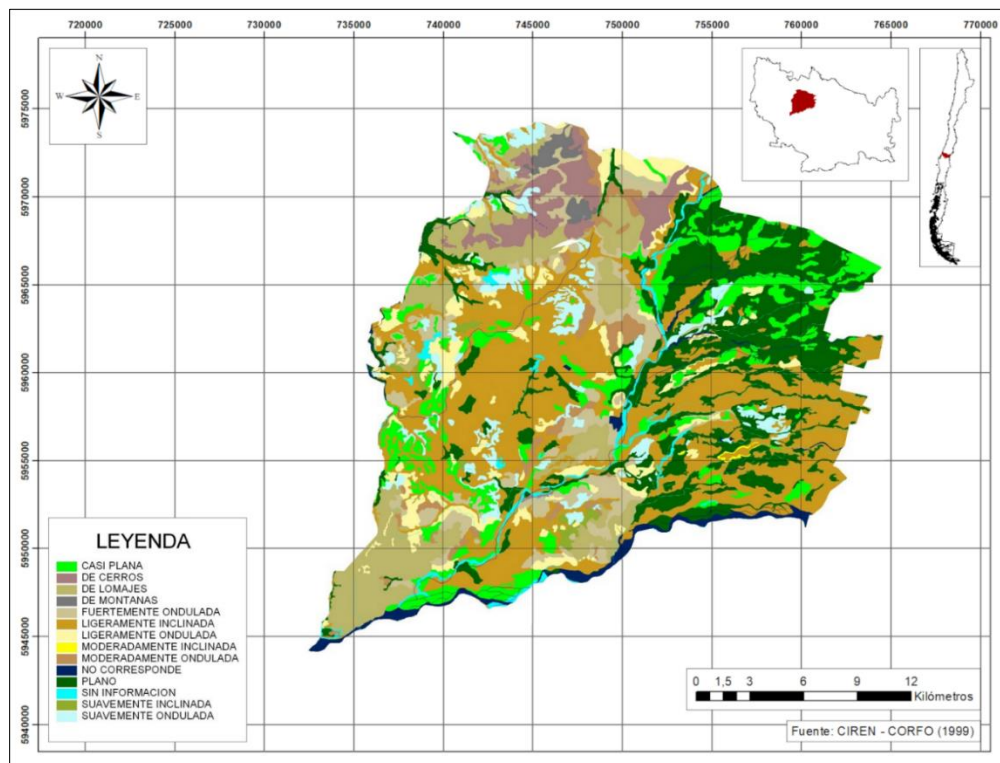 720000 725000 730000 735000 740000 745000 750000 755000 760000 765000 770000
N
W E
S
5975000
5970000
5965000
5960000
5955000
5950000
5945000
5940000
LEYENDA
CASI PLANA
DE CERROS
DE LOMAJES
DE MONTANAS
FUERTEMENTE ONDULADA
LIGERAMENTE INCLINADA
LIGERAMENTE ONDULADA
MODERADAMENTE INCLINADA
MODERADAMENTE ONDULADA
NO CORRESPONDE
PLANO
SIN INFORMACION
SUAVEMENTE INCLINADA
SUAVEMENTE ONDULADA
0 1,5 3 6 9 12
Kilómetros
Fuente: CIREN - CORFO (1999)